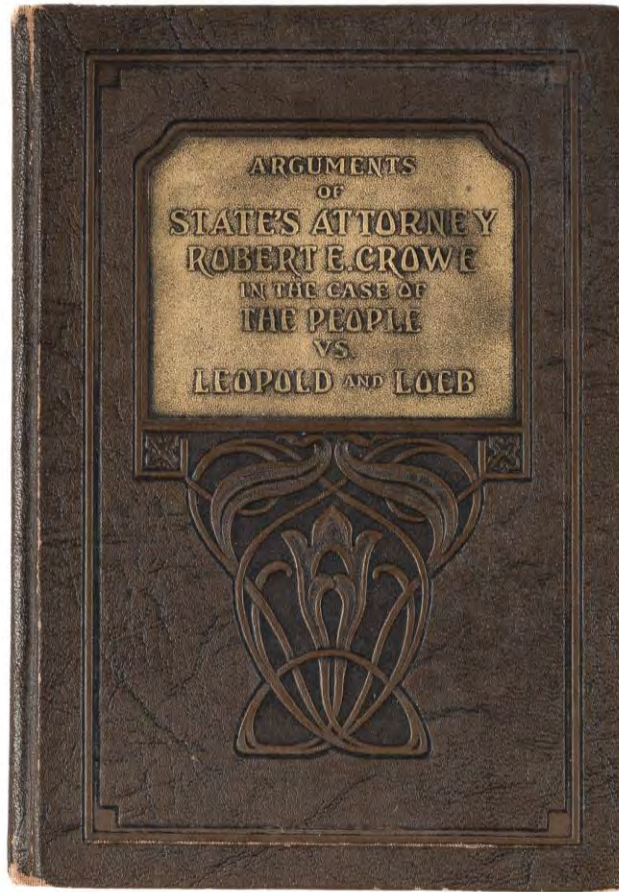 ARGUMENTS
OF
STATE'S ATTORNEY
ROBERT E. CROWE
IN THE CASE OF
THE PEOPLE
VS.
LEOPOLD AND LOEB